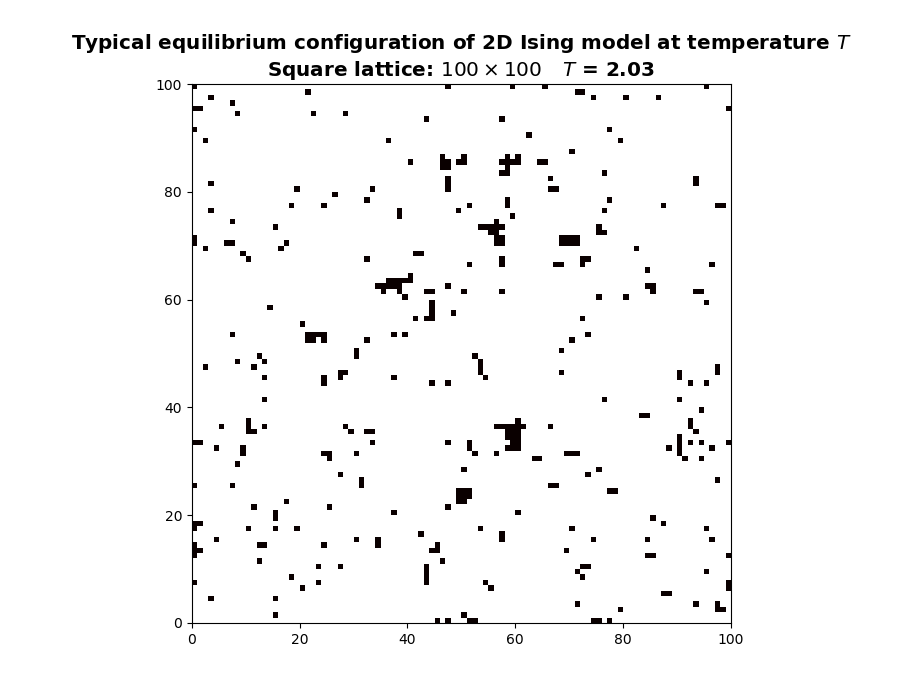 Typical equilibrium configuration of 2D Ising model at temperature T
Square lattice: 100 × 100 T = 2.03
100
80
60
40
20
0
0 20 40 60 80 100